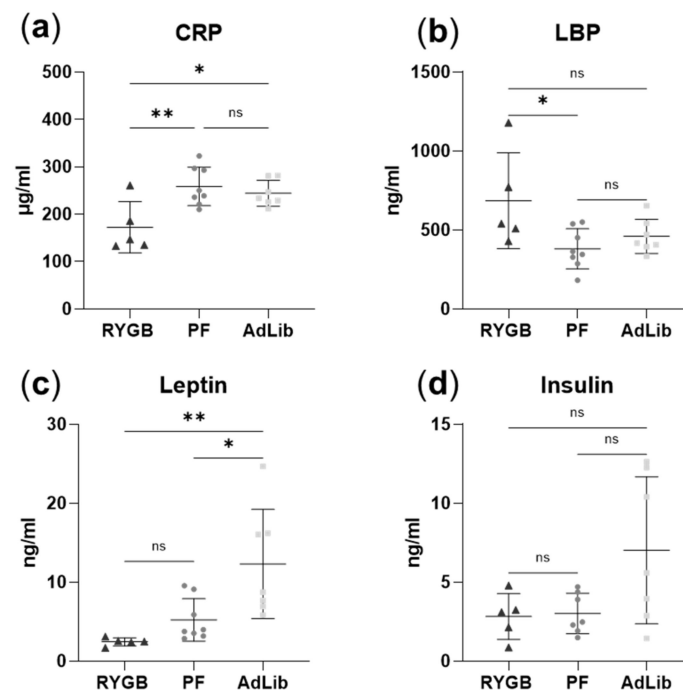 (a)
CRP
500
400
300
200
100
0
µg/ml
*
**
ns
RYGB PF AdLib
(b)
LBP
1500
1000
500
0
ng/ml
ns
*
ns
RYGB PF AdLib
(c)
Leptin
30
20
10
0
ng/ml
**
*
ns
RYGB PF AdLib
(d)
Insulin
15
10
5
0
ng/ml
ns
ns
ns
RYGB PF AdLib